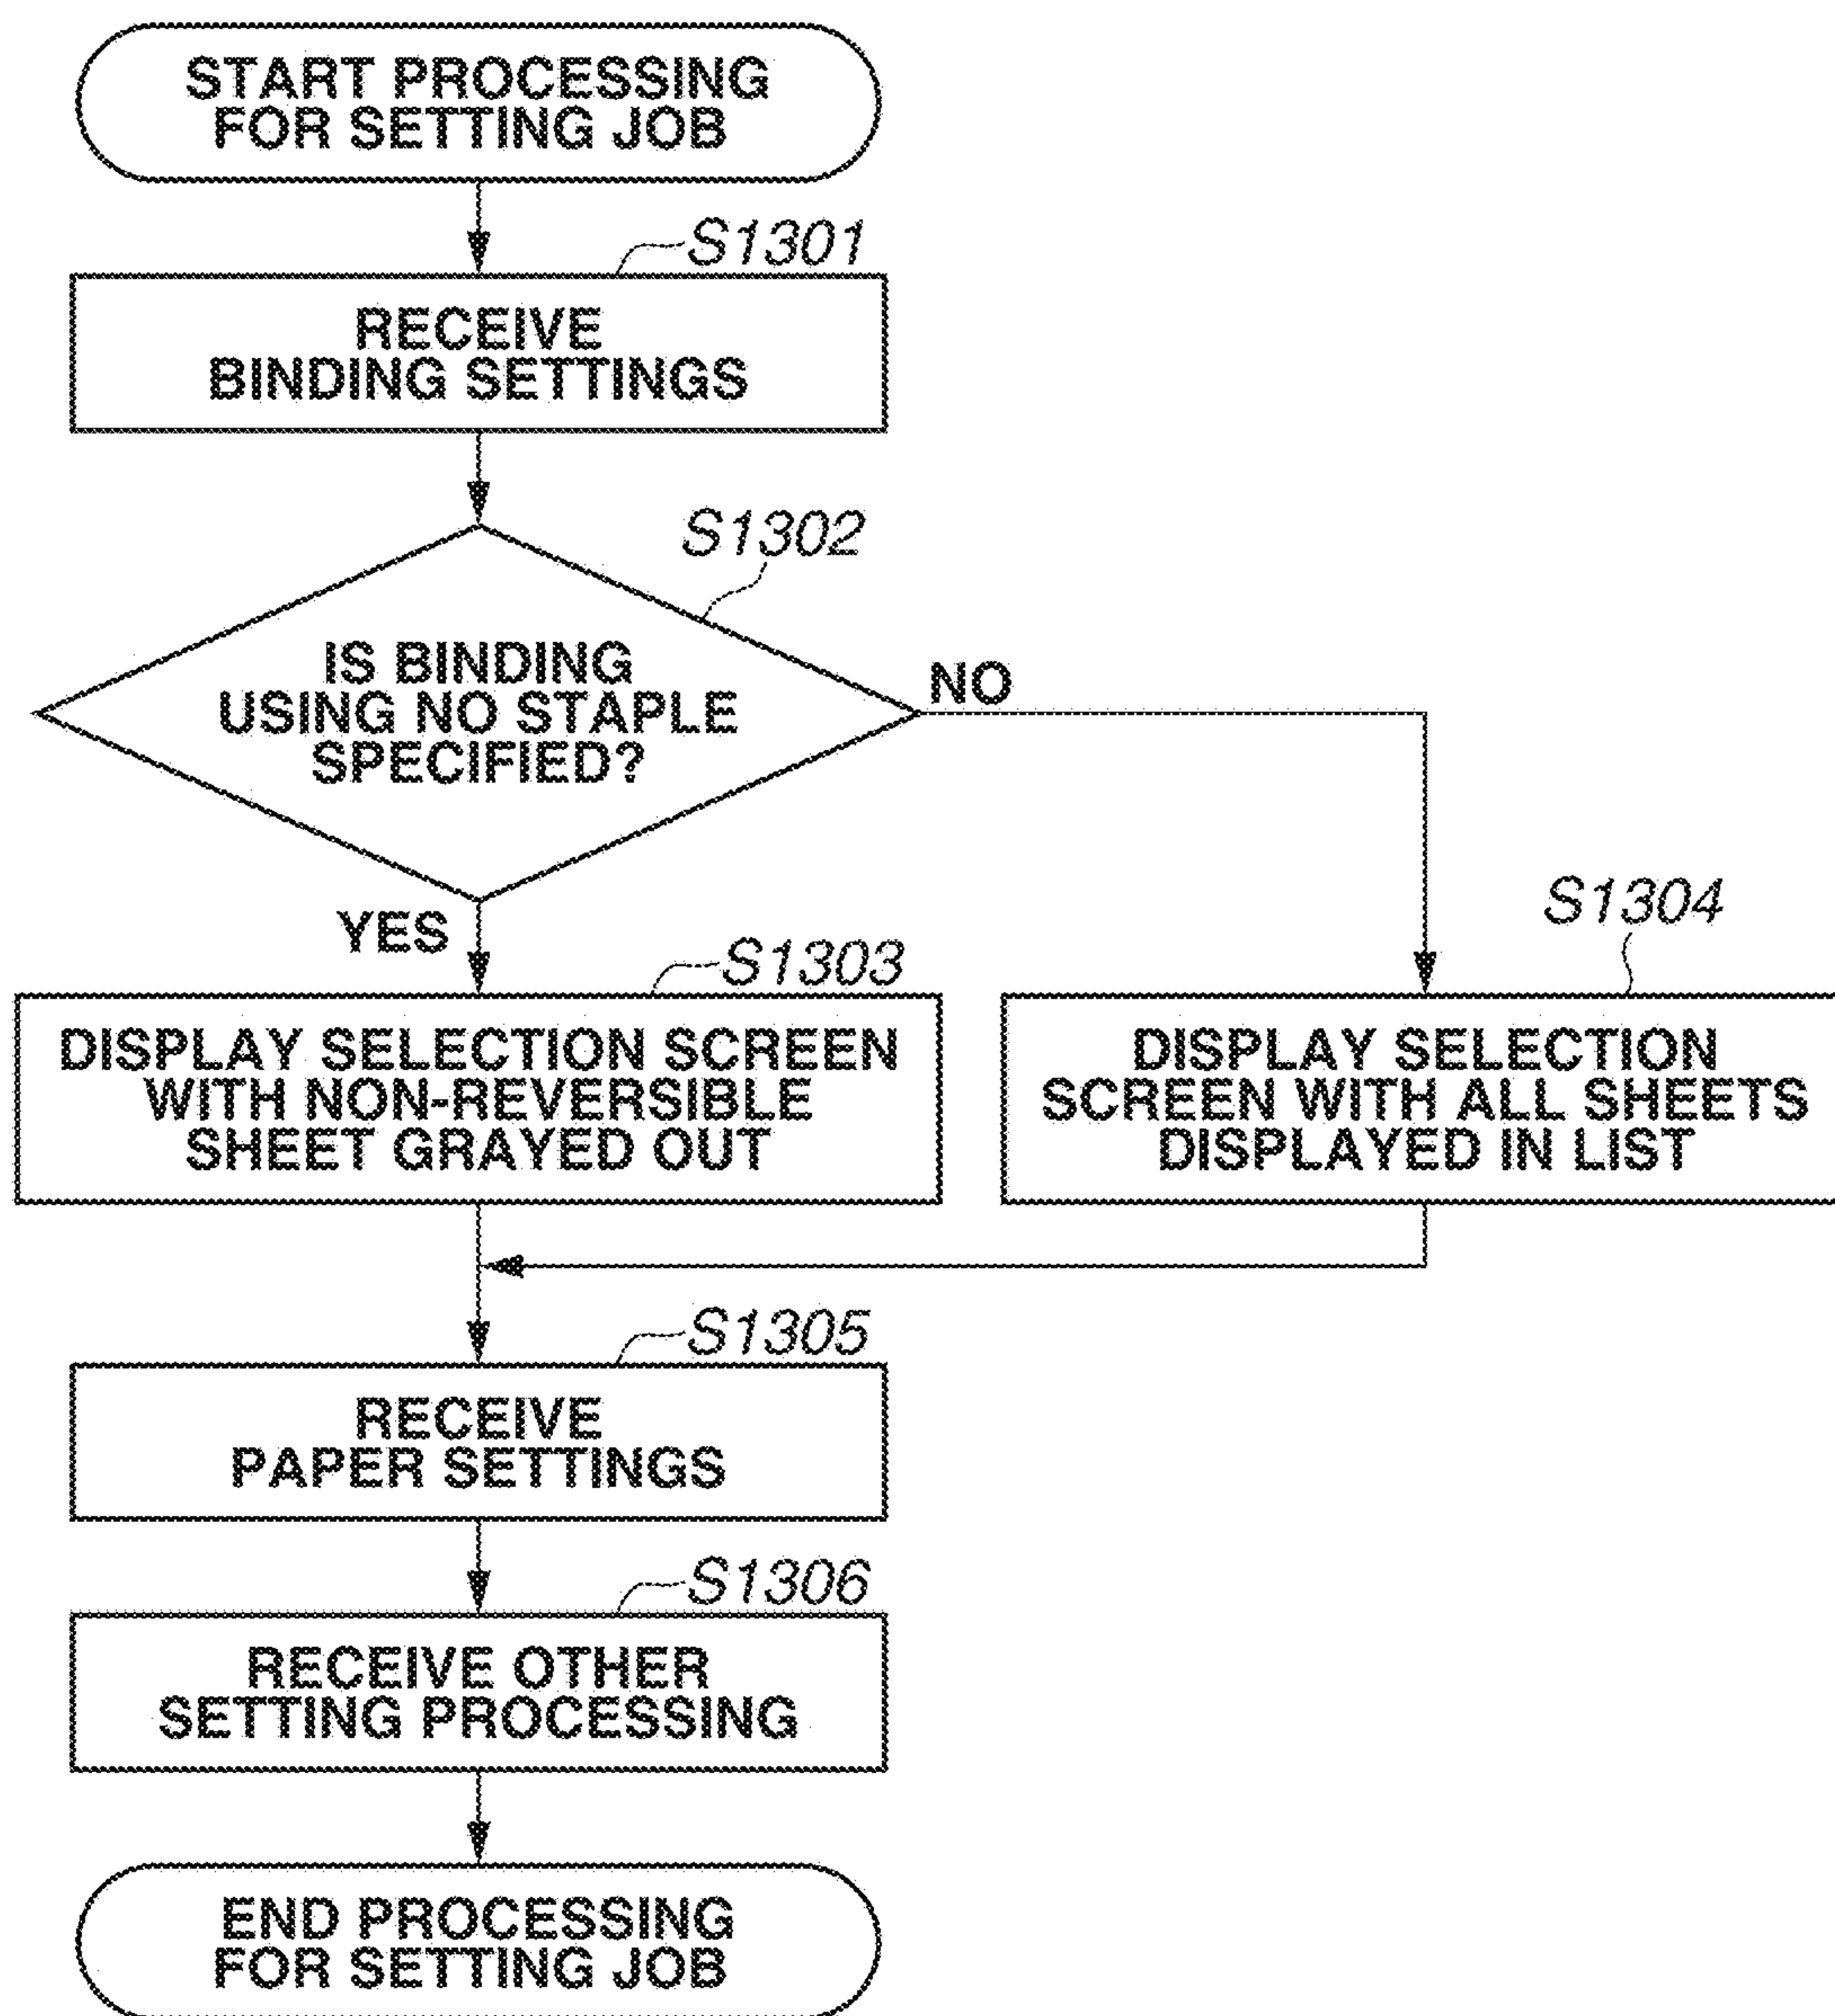 START PROCESSING
FOR SETTING JOB
S1301
RECEIVE
BINDING SETTINGS
S1302
IS BINDING
USING NO STAPLE
SPECIFIED?
NO
YES
S1303
DISPLAY SELECTION SCREEN
WITH NON-REVERSIBLE
SHEET GRAYED OUT
S1304
DISPLAY SELECTION
SCREEN WITH ALL SHEETS
DISPLAYED IN LIST
S1305
RECEIVE
PAPER SETTINGS
S1306
RECEIVE OTHER
SETTING PROCESSING
END PROCESSING
FOR SETTING JOB